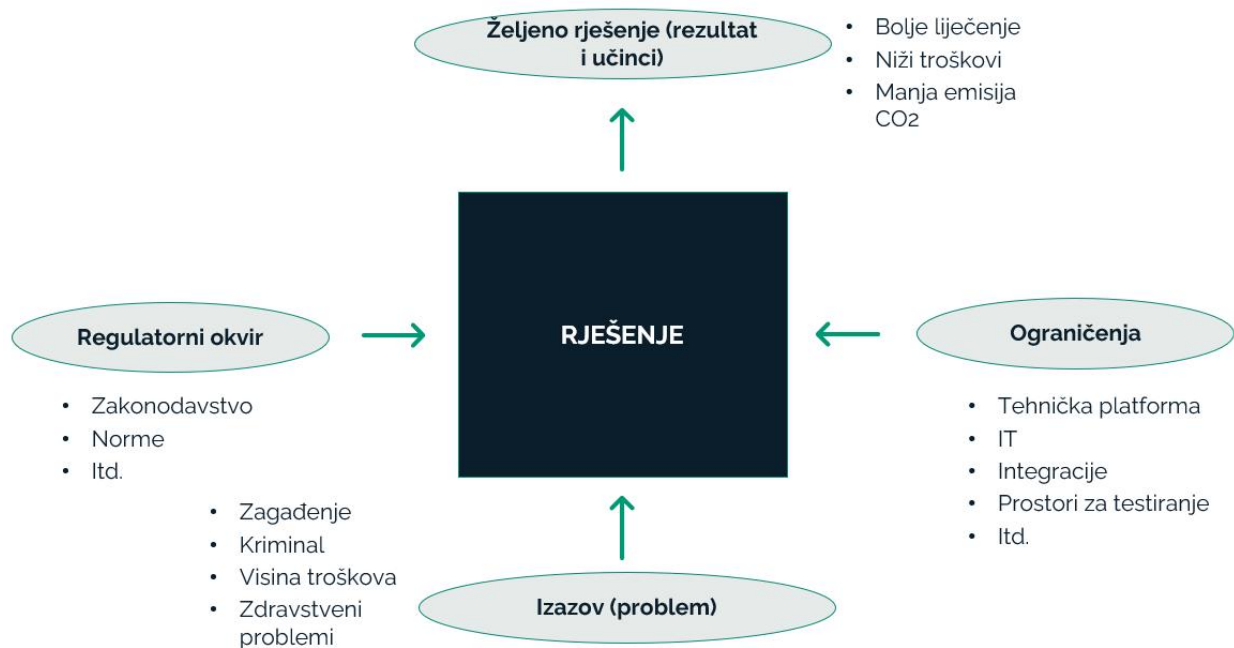 Željeno rješenje (rezultat
i učinci)
• Bolje liječenje
• Niži troškovi
• Manja emisija
CO2
RJEŠENJE
Regulatorni okvir
• Zakonodavstvo
• Norme
• Itd.
Ograničenja
• Tehnička platforma
• IT
• Integracije
• Prostori za testiranje
• Itd.
• Zagađenje
• Kriminal
• Visina troškova
• Zdravstveni
problemi
Izazov (problem)